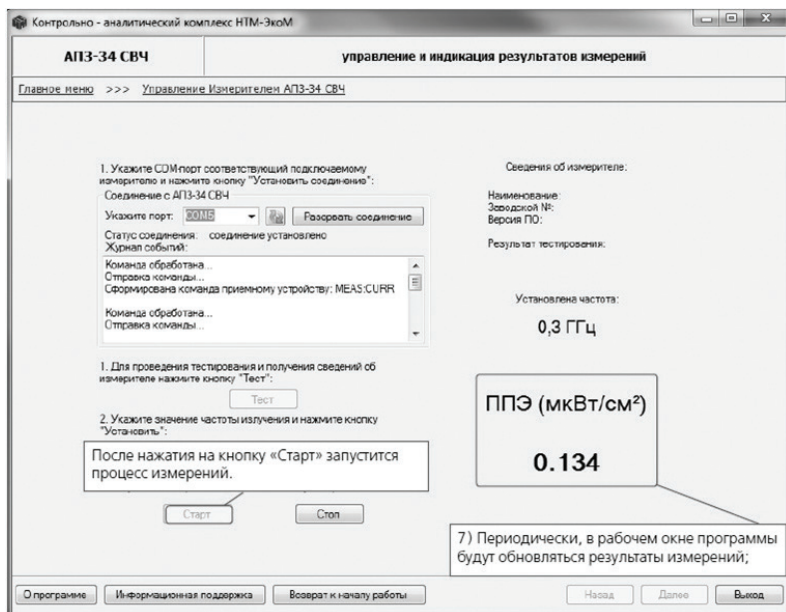 Контрольно - аналитический комплекс НТМ-ЭкоМ
АПЗ-34 СВЧ
управление и индикация результатов измерений
Главное меню >>> Управление Измерителем АПЗ-34 СВЧ
1. Укажите COM-порт соответствующий подключаемому
измерителю и нажмите кнопку "Установить соединение":
Соединение с АПЗ-34 СВЧ
Укажите порт: COM5 Разорвать соединение
Статус соединения: соединение установлено
Журнал событий:
Команда обработана...
Отправка команды...
Сформирована команда приемному устройству: MEAS:CURR
Команда обработана...
Отправка команды...
1. Для проведения тестирования и получения сведений об
измерителе нажмите кнопку "Тест":
Тест
2. Укажите значение частоты излучения и нажмите кнопку
"Установить":
После нажатия на кнопку «Старт» запустится
процесс измерений.
Старт Стоп
Сведения об измерителе:
Наименование:
Заводской №:
Версия ПО:
Результат тестирования:
Установлена частота:
0,3 ГГц
ППЭ (мкВт/см²)
0.134
7) Периодически, в рабочем окне программы
будут обновляться результаты измерений;
О программе Информационная поддержка Возврат к началу работы Назад Далее Выход